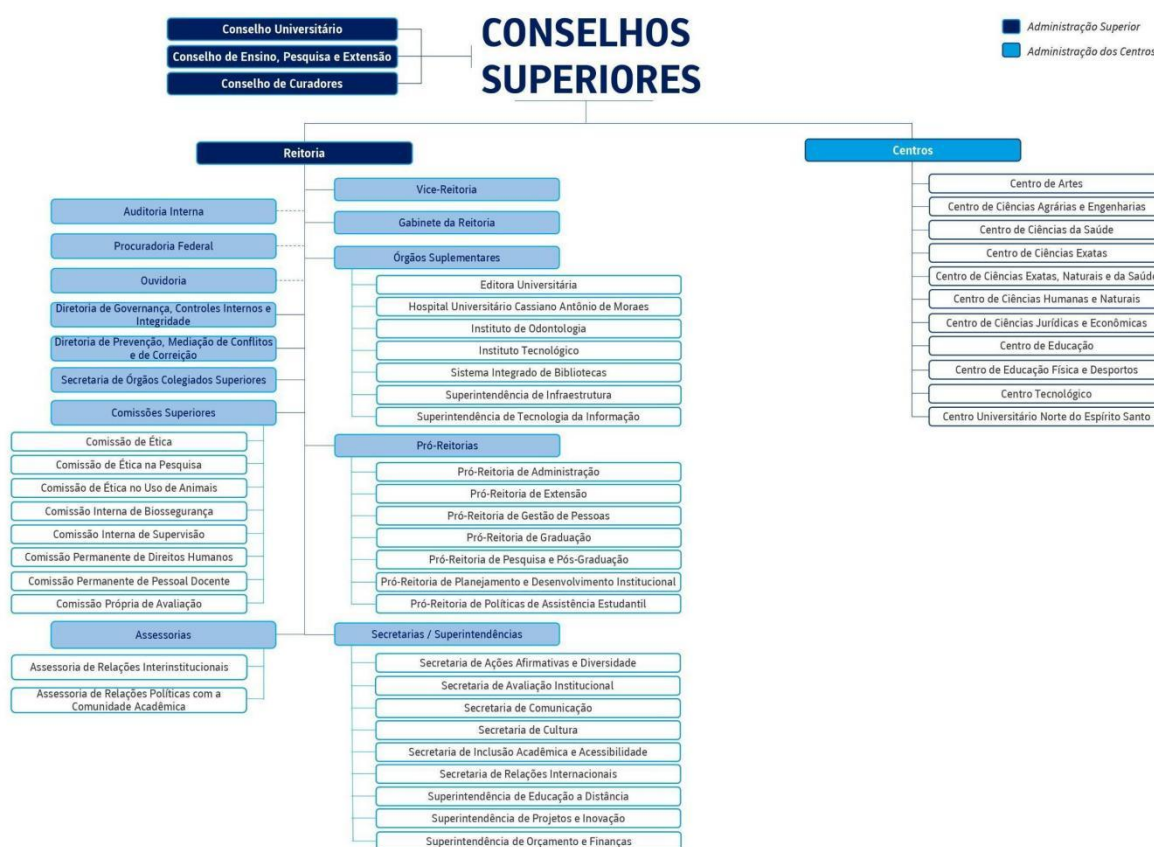 Conselho Universitário
Conselho de Ensino, Pesquisa e Extensão
Conselho de Curadores
CONSELHOS
SUPERIORES
Administração Superior
Administração dos Centros
Reitoria
Auditoria Interna
Procuradoria Federal
Ouvidoria
Diretoria de Governança, Controles Internos e
Integridade
Diretoria de Prevenção, Mediação de Conflitos
e de Correição
Secretaria de Órgãos Colegiados Superiores
Comissões Superiores
Comissão de Ética
Comissão de Ética na Pesquisa
Comissão de Ética no Uso de Animais
Comissão Interna de Biossegurança
Comissão Interna de Supervisão
Comissão Permanente de Direitos Humanos
Comissão Permanente de Pessoal Docente
Comissão Própria de Avaliação
Assessorias
Assessoria de Relações Interinstitucionais
Assessoria de Relações Políticas com a
Comunidade Acadêmica
Vice-Reitoria
Gabinete da Reitoria
Órgãos Suplementares
Editora Universitária
Hospital Universitário Cassiano Antônio de Moraes
Instituto de Odontologia
Instituto Tecnológico
Sistema Integrado de Bibliotecas
Superintendência de Infraestrutura
Superintendência de Tecnologia da Informação
Pró-Reitorias
Pró-Reitoria de Administração
Pró-Reitoria de Extensão
Pró-Reitoria de Gestão de Pessoas
Pró-Reitoria de Graduação
Pró-Reitoria de Pesquisa e Pós-Graduação
Pró-Reitoria de Planejamento e Desenvolvimento Institucional
Pró-Reitoria de Políticas de Assistência Estudantil
Secretarias / Superintendências
Secretaria de Ações Afirmativas e Diversidade
Secretaria de Avaliação Institucional
Secretaria de Comunicação
Secretaria de Cultura
Secretaria de Inclusão Acadêmica e Acessibilidade
Secretaria de Relações Internacionais
Superintendência de Educação a Distância
Superintendência de Projetos e Inovação
Superintendência de Orçamento e Finanças
Centros
Centro de Artes
Centro de Ciências Agrárias e Engenharias
Centro de Ciências da Saúde
Centro de Ciências Exatas
Centro de Ciências Exatas, Naturais e da Saúde
Centro de Ciências Humanas e Naturais
Centro de Ciências Jurídicas e Econômicas
Centro de Educação
Centro de Educação Física e Desportos
Centro Tecnológico
Centro Universitário Norte do Espírito Santo